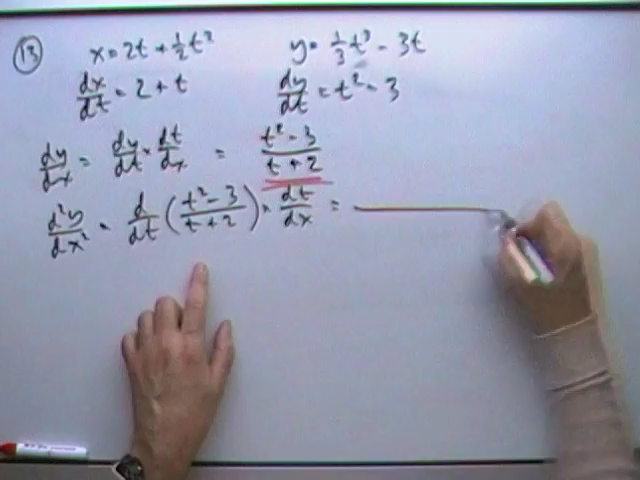 13 x = 2t + ½t² y = ⅓t³ - 3t
dx/dt = 2 + t dy/dt = t² - 3
dy/dx = dy/dt × dt/dx = (t² - 3)/(t + 2)
d²y/dx² = d/dt ((t² - 3)/(t + 2)) × dt/dx =